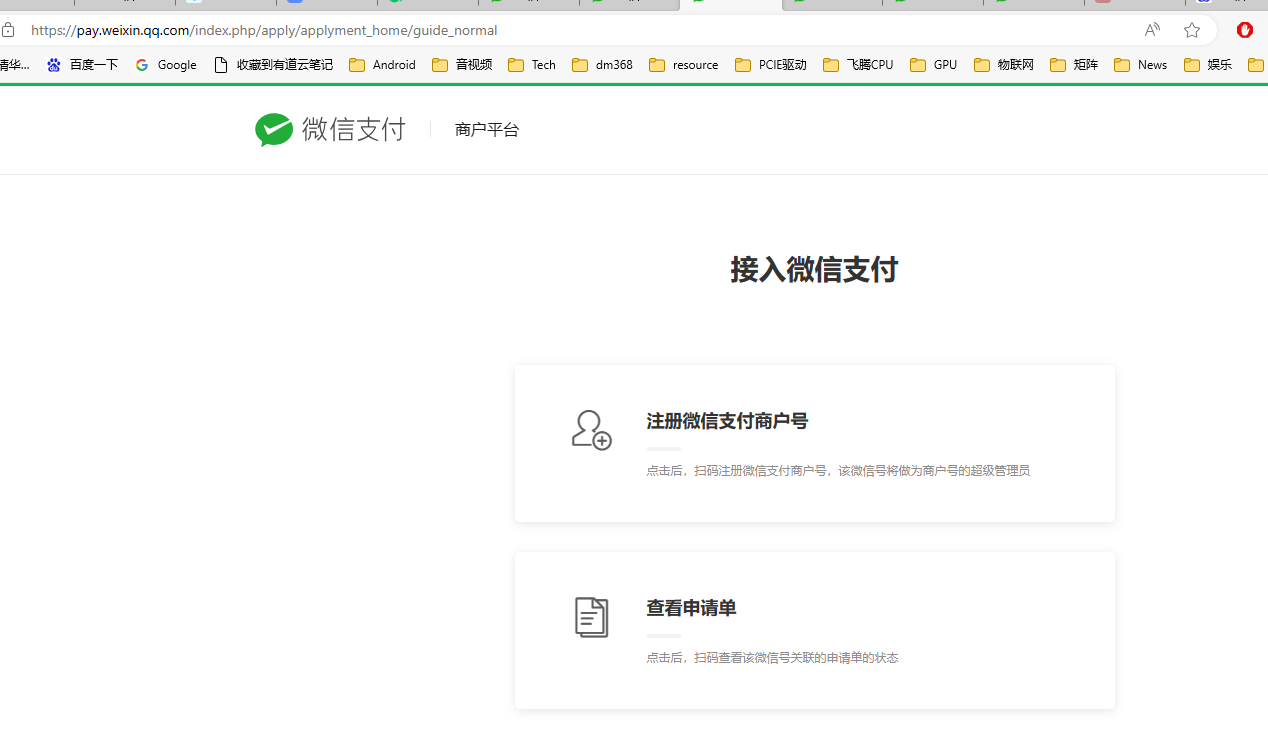 https://pay.weixin.qq.com/index.php/apply/applyment_home/guide_normal
清华... 百度一下 Google 收藏到有道云笔记 Android 音视频 Tech dm368 resource PCIE驱动 飞腾CPU GPU 物联网 矩阵 News 娱乐
微信支付 商户平台
接入微信支付
注册微信支付商户号
点击后，扫码注册微信支付商户号，该微信号将做为商户号的超级管理员
查看申请单
点击后，扫码查看该微信号关联的申请单的状态